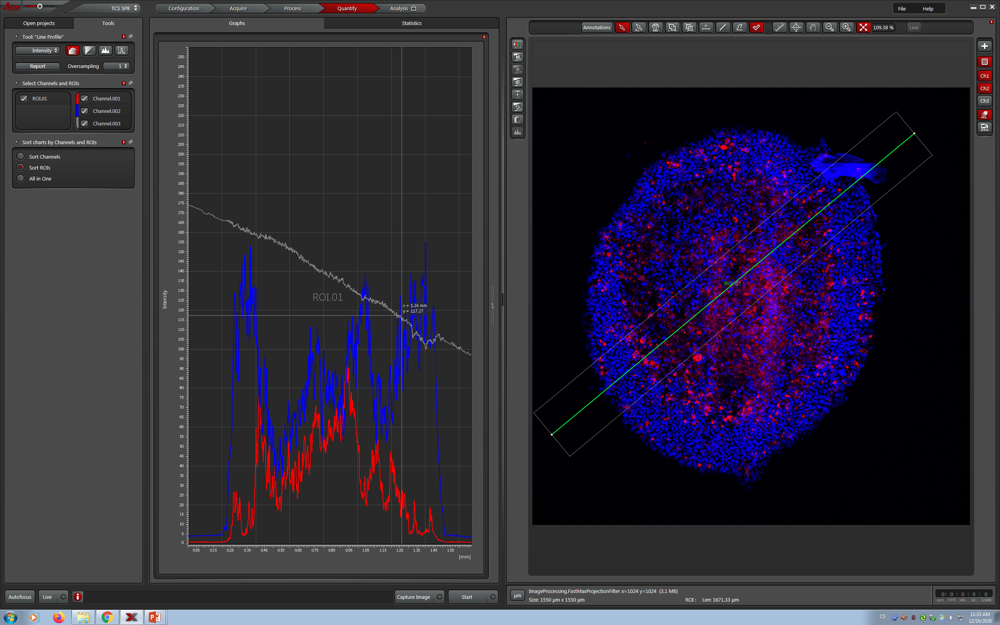 Leica
TCS SP8
Configuration
Acquire
Process
Quantify
Analysis
File
Help
Open projects
Tools
Tool: "Line Profile"
Intensity
Report
Oversampling
1
Select Channels and ROIs
ROI.01
Channel.001
Channel.002
Channel.003
Sort charts by Channels and ROIs
Sort Channels
Sort ROIs
All in One
Graphs
Statistics
250
245
240
235
230
225
220
215
210
205
200
195
190
185
180
175
170
165
160
155
150
145
140
135
130
125
120
115
110
105
100
95
90
85
80
75
70
65
60
55
50
45
40
35
30
25
20
15
10
5
0
Intensity
ROI.01
x = 1.26 mm
y = 117.27
0.05 0.15 0.25 0.35 0.45 0.55 0.65 0.75 0.85 0.95 1.05 1.15 1.25 1.35 1.45 1.55
[mm]
Annotations
ALL
109.38 %
Live
M
ROI.01
Ch1
Ch2
Ch3
MAX
Autofocus
Live
Capture Image
Start
µm
ImageProcessing.FastMaxProjectionFilter x=1024 y=1024 (3.1 MB)
Size: 1550 µm x 1550 µm
ROI : Len: 1671.33 µm
0: 0: 0: 0: 0
DAYS HOURS MIN. SEC. 1/1000
CS
11:33 AM
12/16/2020